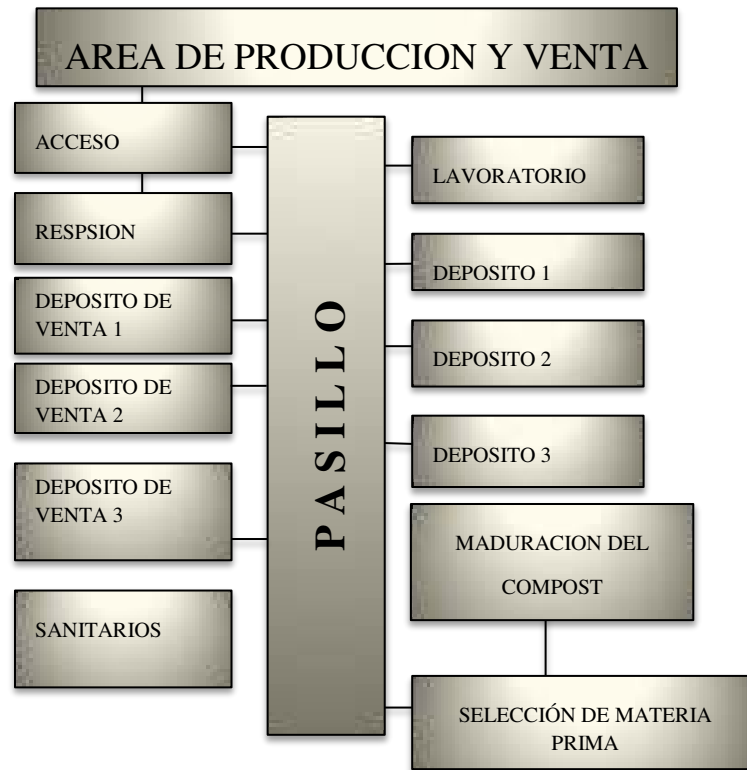 AREA DE PRODUCCION Y VENTA
ACCESO
RESPSION
DEPOSITO DE
VENTA 1
DEPOSITO DE
VENTA 2
DEPOSITO DE
VENTA 3
SANITARIOS
PASILLO
LAVORATORIO
DEPOSITO 1
DEPOSITO 2
DEPOSITO 3
MADURACION DEL
COMPOST
SELECCIÓN DE MATERIA
PRIMA